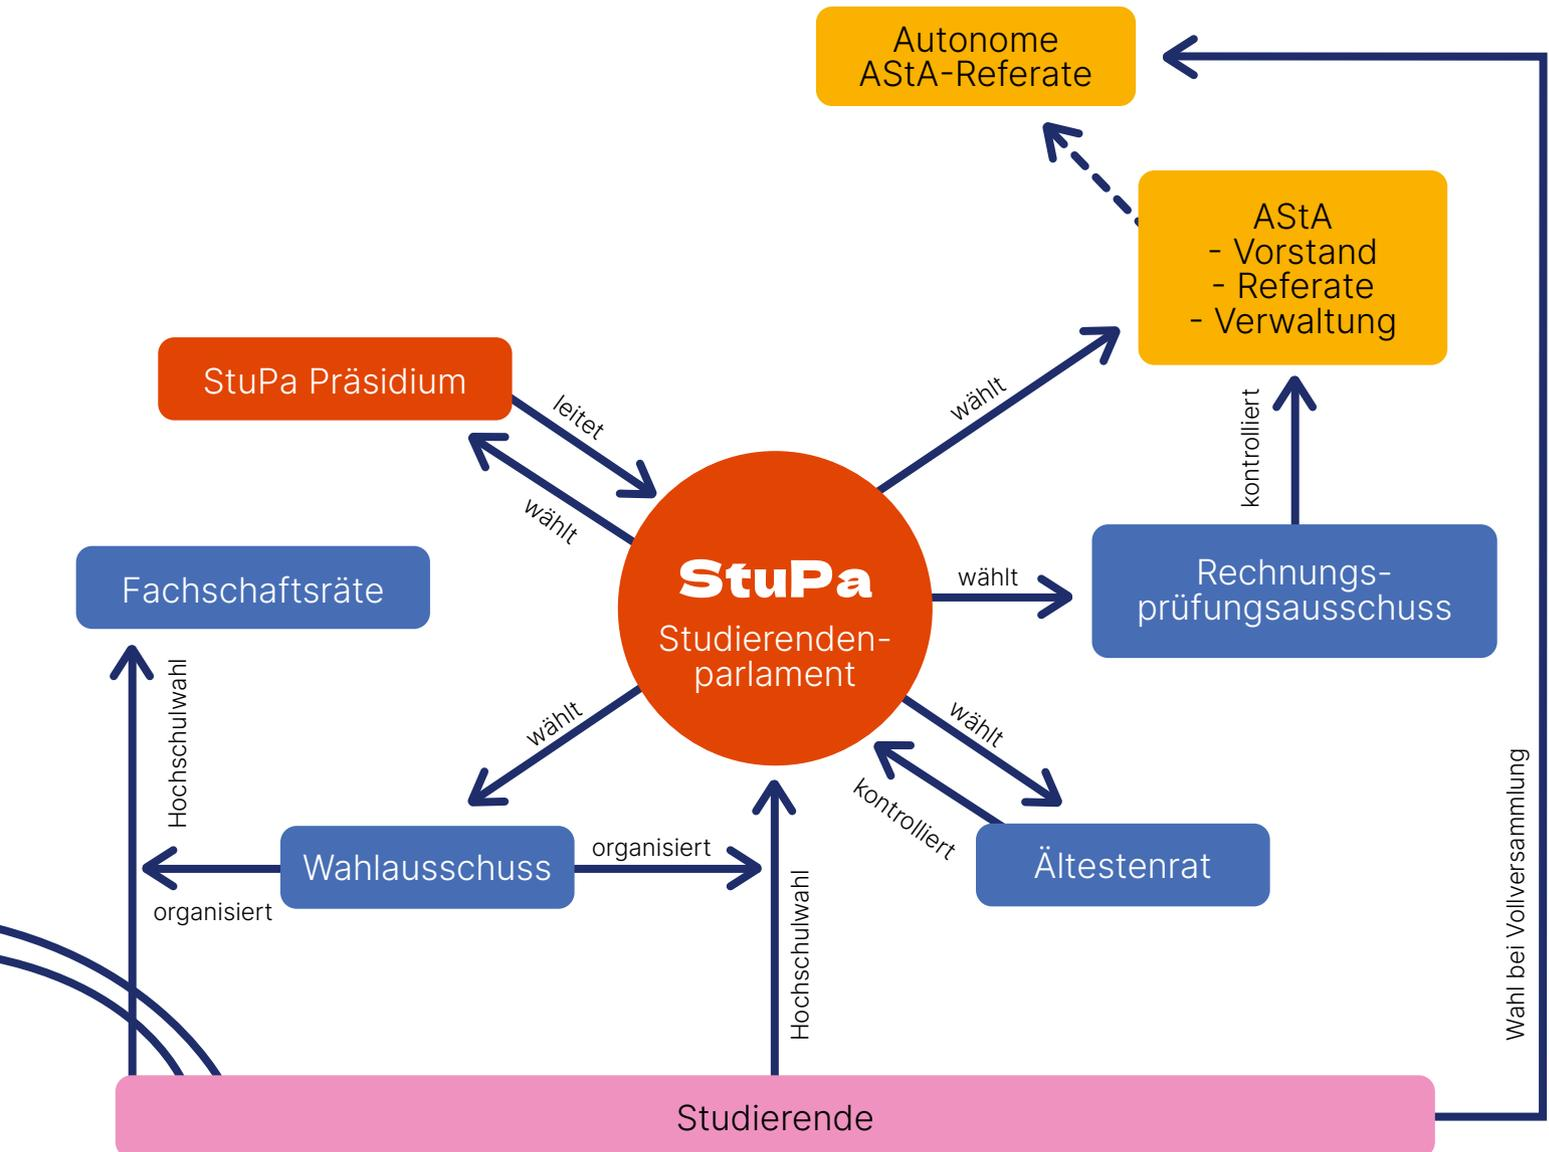 Autonome
AStA-Referate
AStA
- Vorstand
- Referate
- Verwaltung
StuPa Präsidium
leitet
wählt
wählt
kontrolliert
Fachschaftsräte
StuPa
Studierenden-
parlament
wählt
Rechnungs-
prüfungsausschuss
Hochschulwahl
wählt
wählt
kontrolliert
Wahlausschuss
organisiert
organisiert
Ältestenrat
Hochschulwahl
Wahl bei Vollversammlung
Studierende